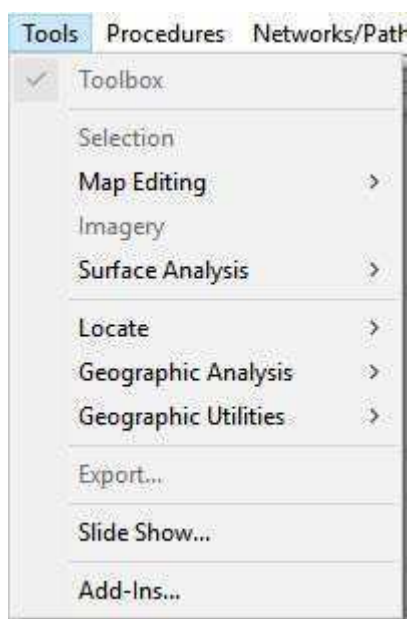 Tools Procedures Networks/Path
Toolbox
Selection
Map Editing
Imagery
Surface Analysis
Locate
Geographic Analysis
Geographic Utilities
Export...
Slide Show...
Add-Ins...